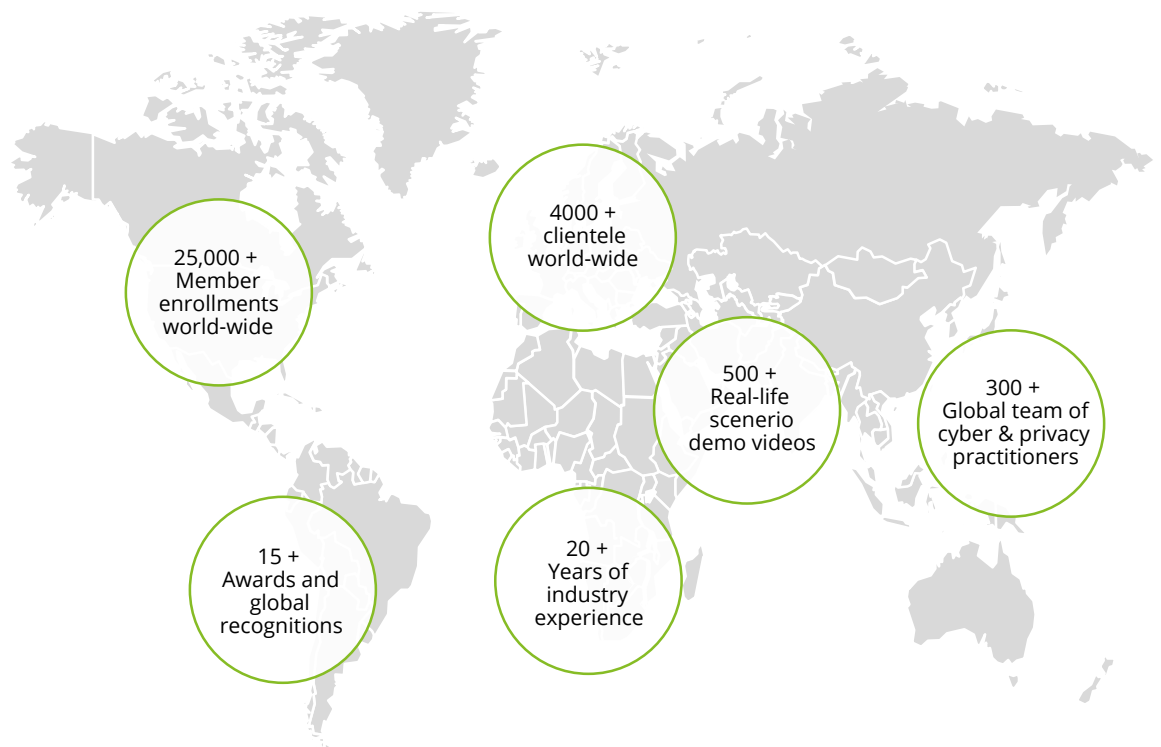 25,000 +
Member
enrollments
world-wide
4000 +
clientele
world-wide
500 +
Real-life
scenerio
demo videos
300 +
Global team of
cyber & privacy
practitioners
15 +
Awards and
global
recognitions
20 +
Years of
industry
experience